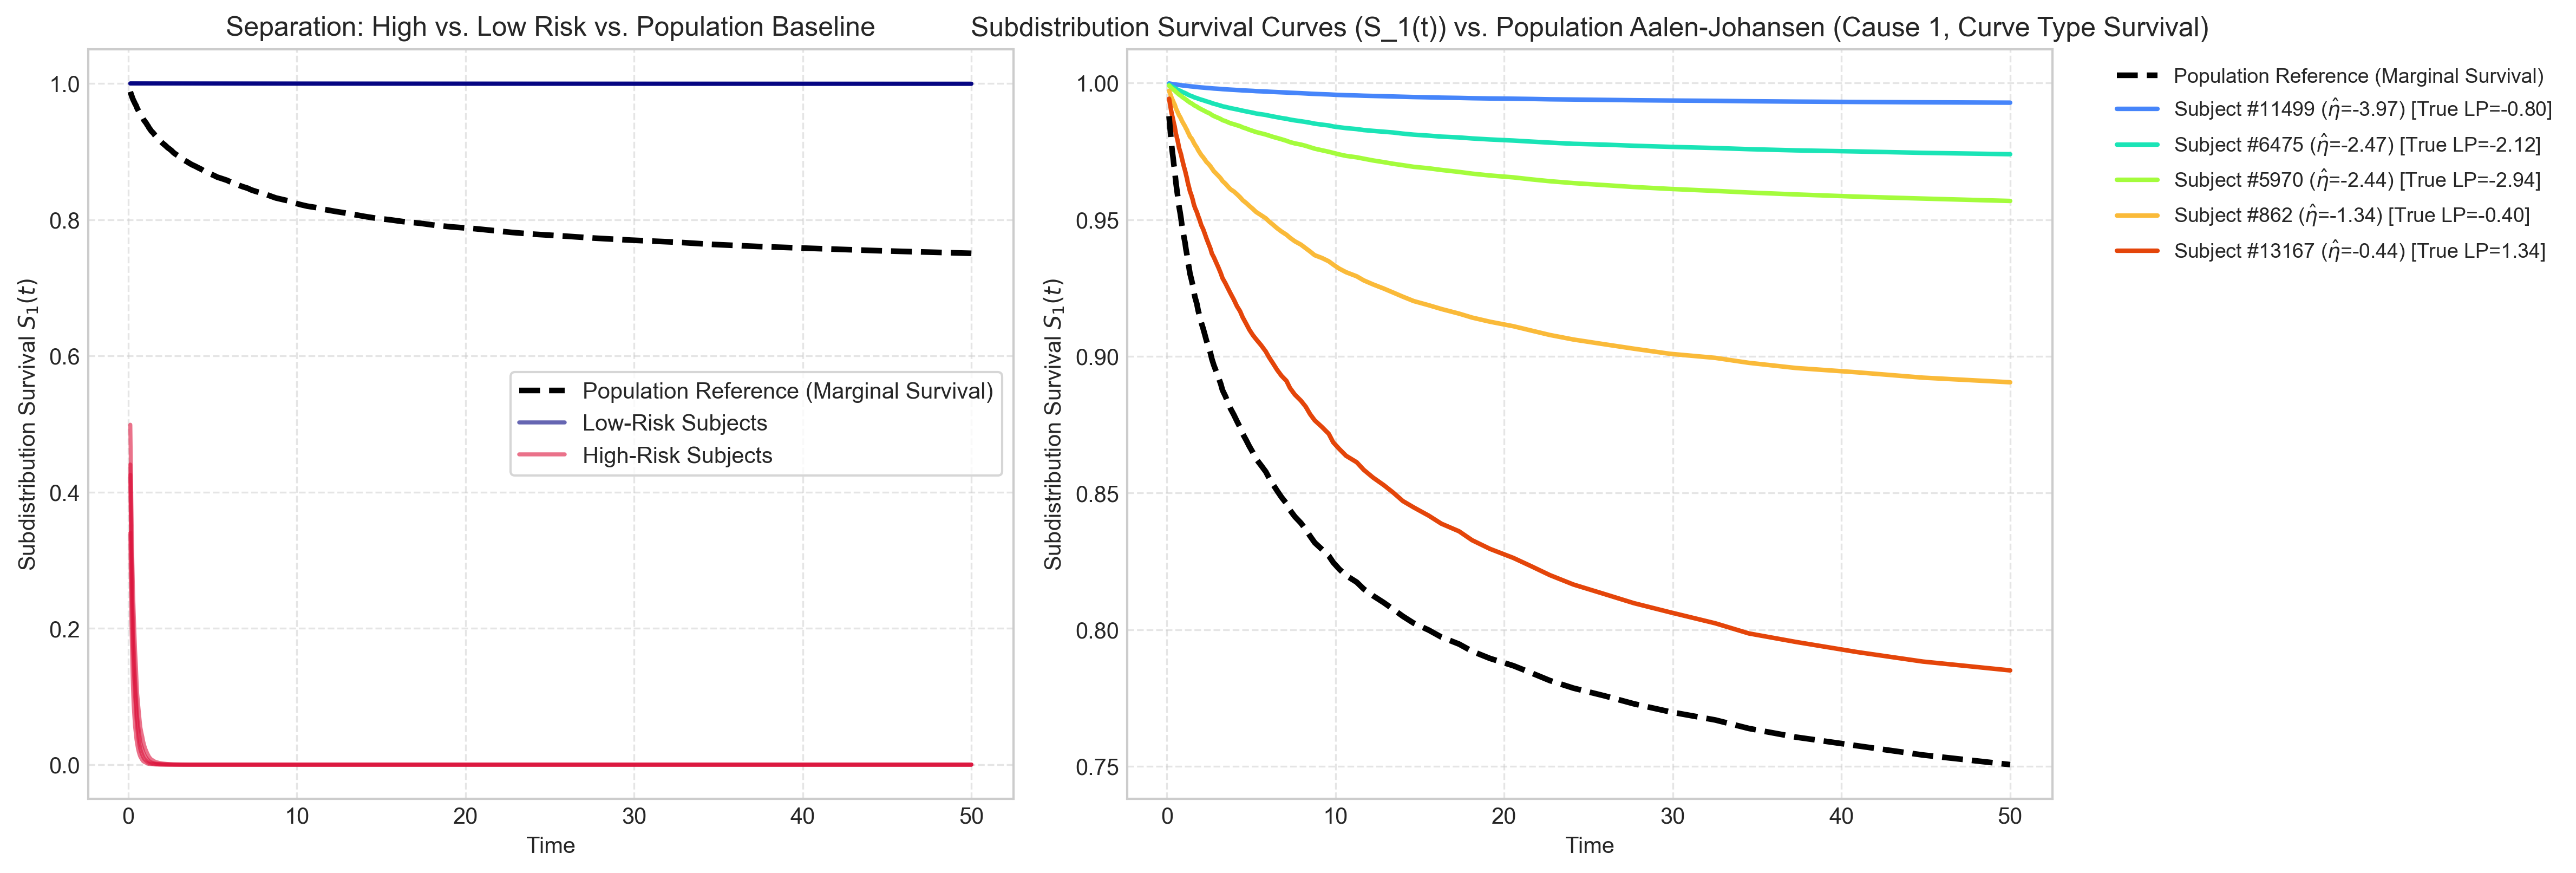 Separation: High vs. Low Risk vs. Population Baseline
Subdistribution Survival S₁(t)
1.0
0.8
0.6
0.4
0.2
0.0
Population Reference (Marginal Survival)
Low-Risk Subjects
High-Risk Subjects
0 10 20 30 40 50
Time
Subdistribution Survival Curves (S_1(t)) vs. Population Aalen-Johansen (Cause 1, Curve Type Survival)
Subdistribution Survival S₁(t)
1.00
0.95
0.90
0.85
0.80
0.75
0 10 20 30 40 50
Time
Population Reference (Marginal Survival)
Subject #11499 (η̂=-3.97) [True LP=-0.80]
Subject #6475 (η̂=-2.47) [True LP=-2.12]
Subject #5970 (η̂=-2.44) [True LP=-2.94]
Subject #862 (η̂=-1.34) [True LP=-0.40]
Subject #13167 (η̂=-0.44) [True LP=1.34]